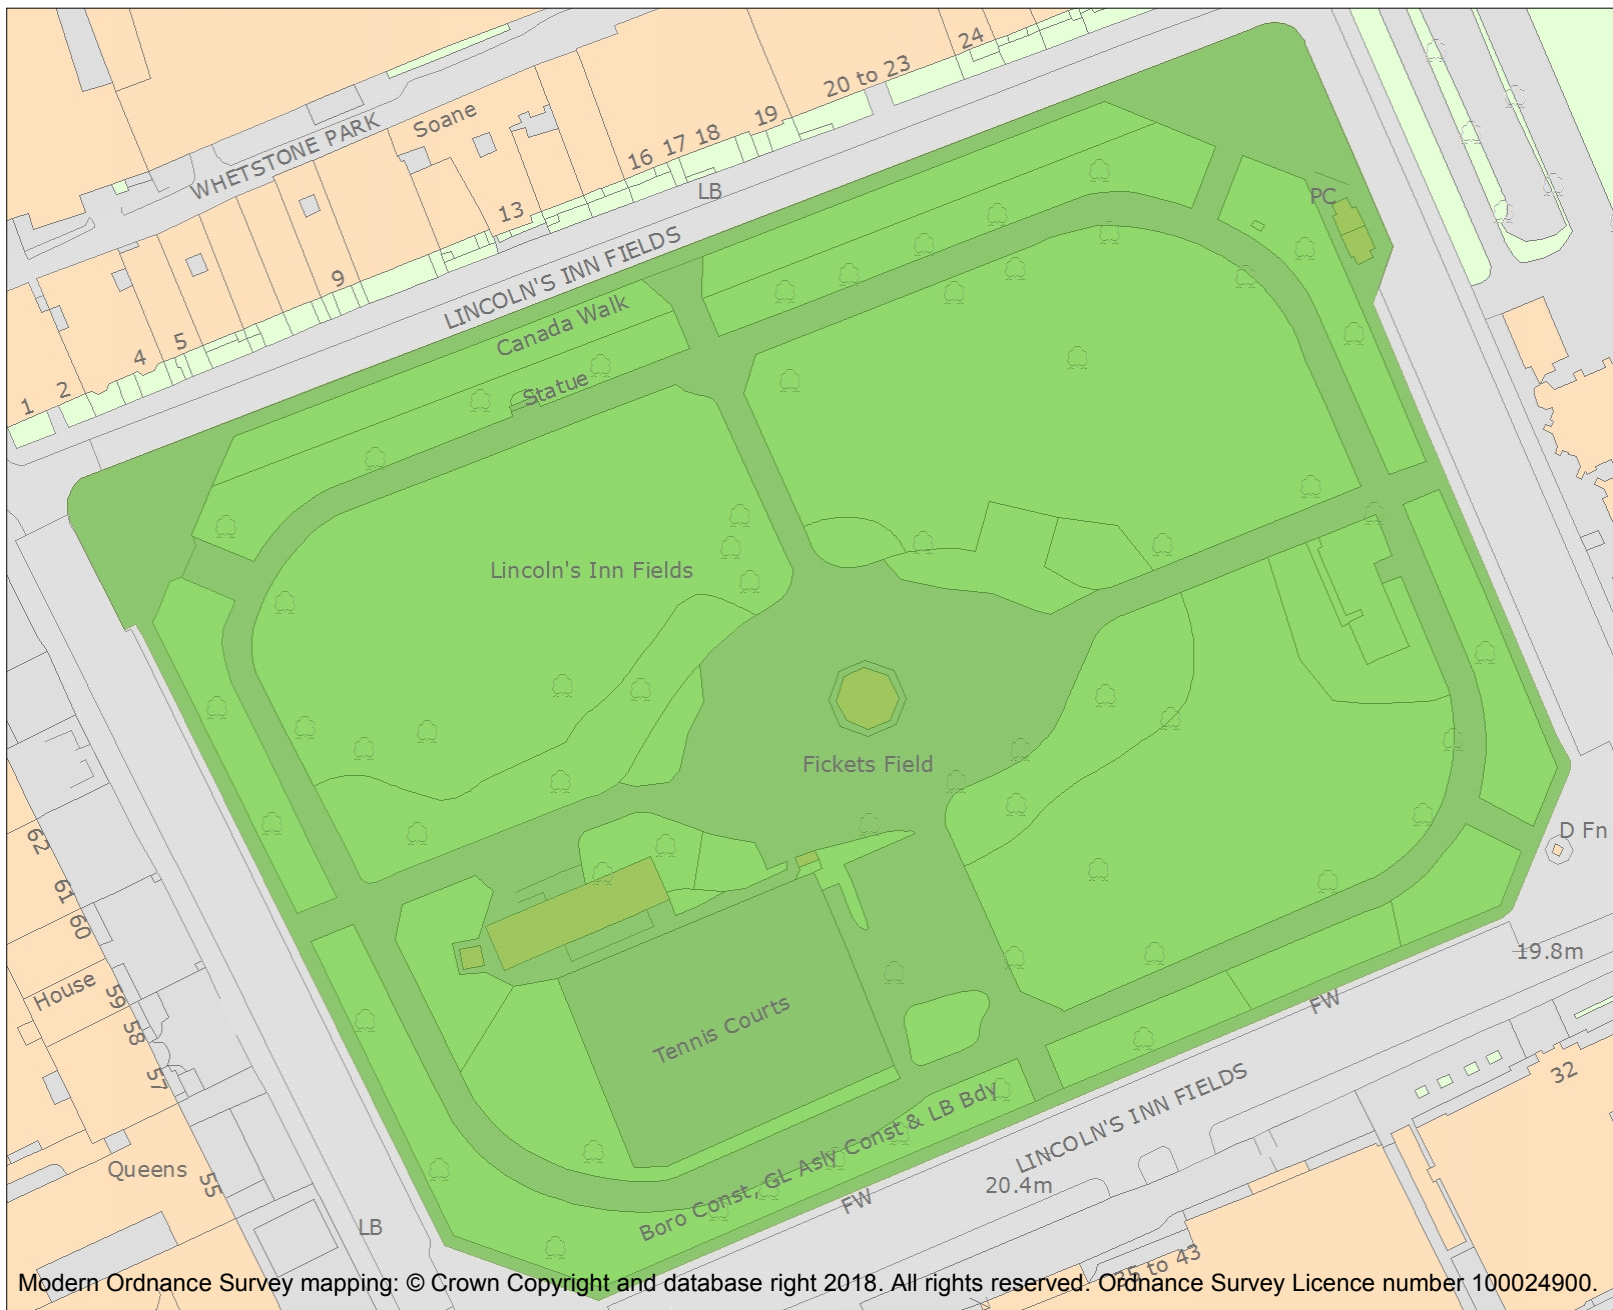 24
20 to 23
19
18
17
16
Soane
WHETSTONE PARK
PC
LB
13
LINCOLN'S INN FIELDS
9
Canada Walk
Statue
5
4
2
1
Lincoln's Inn Fields
Fickets Field
D Fn
62
61
60
19.8m
House
59
58
57
FW
Tennis Courts
32
Boro Const, GL Asly Const & LB Bdy
LINCOLN'S INN FIELDS
Queens
55
20.4m
FW
LB
35 to 43
Modern Ordnance Survey mapping: © Crown Copyright and database right 2018. All rights reserved. Ordnance Survey Licence number 100024900.